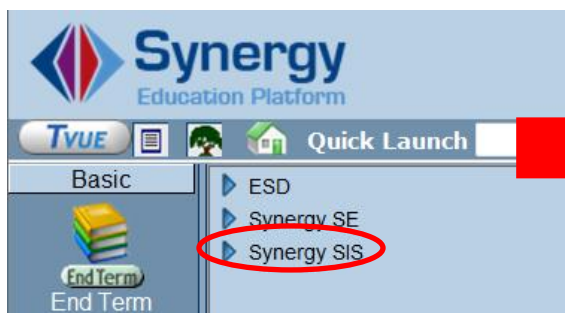 Synergy
Education Platform
TVUE
Quick Launch
Basic
ESD
Synergy SE
Synergy SIS
End Term
End Term